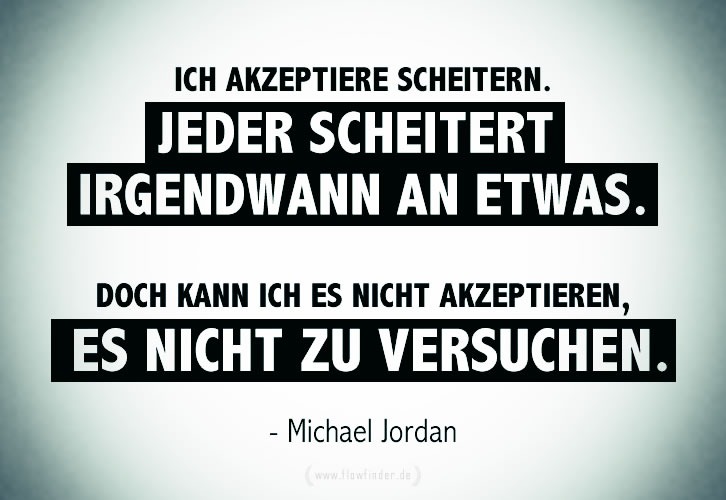 ICH AKZEPTIERE SCHEITERN.
JEDER SCHEITERT
IRGENDWANN AN ETWAS.
DOCH KANN ICH ES NICHT AKZEPTIEREN,
ES NICHT ZU VERSUCHEN.
- Michael Jordan
(www.flowfinder.de)